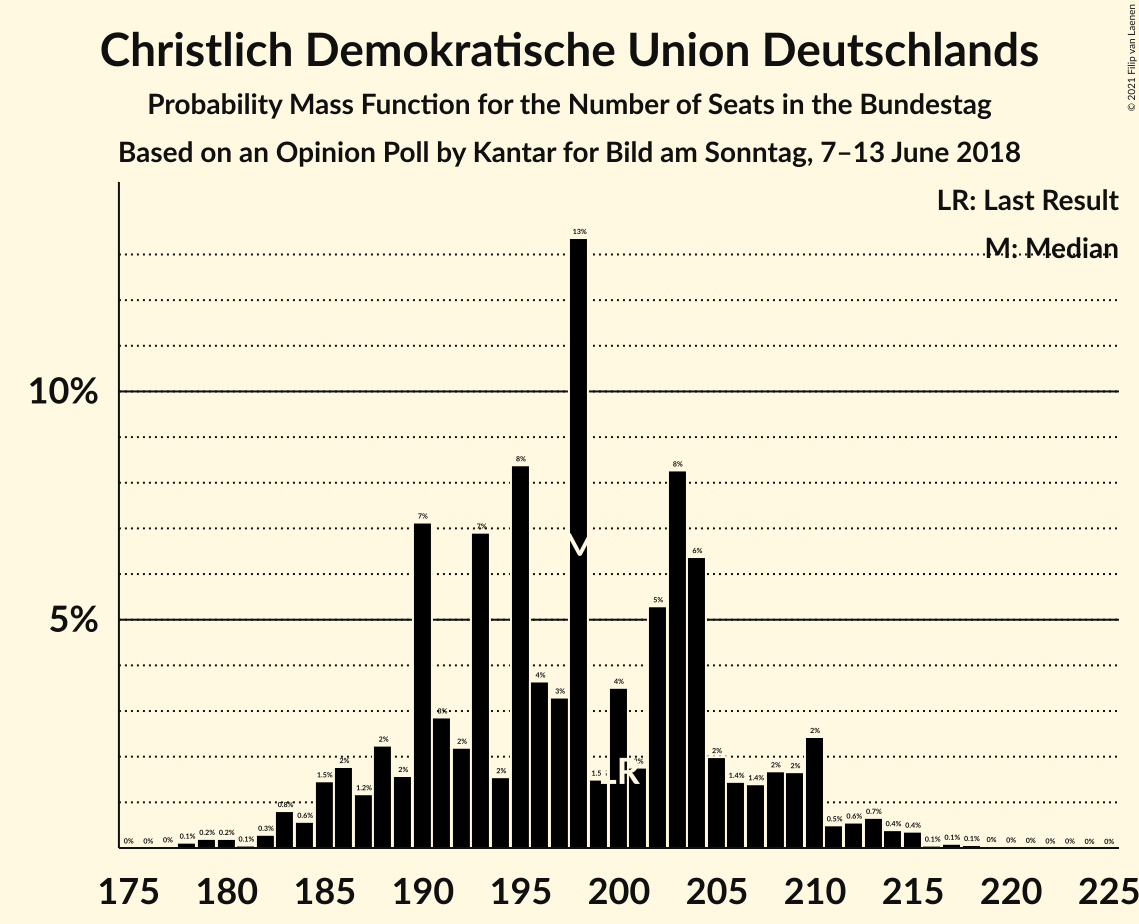 Christlich Demokratische Union Deutschlands
Probability Mass Function for the Number of Seats in the Bundestag
Based on an Opinion Poll by Kantar for Bild am Sonntag, 7–13 June 2018
© 2021 Filip van Laenen
LR: Last Result
M: Median
10%
5%
0% 0% 0% 0.1% 0.2% 0.2% 0.1% 0.3% 0.8% 0.6% 1.5% 2% 1.2% 2% 2% 7% 3% 2% 7% 2% 8% 4% 3% 13% 1.5 4% 5% 8% 6% 2% 1.4% 1.4% 2% 2% 2% 0.5% 0.6% 0.7% 0.4% 0.4% 0.1% 0.1% 0.1% 0% 0% 0% 0% 0% 0% 0%
LR
175 180 185 190 195 200 205 210 215 220 225